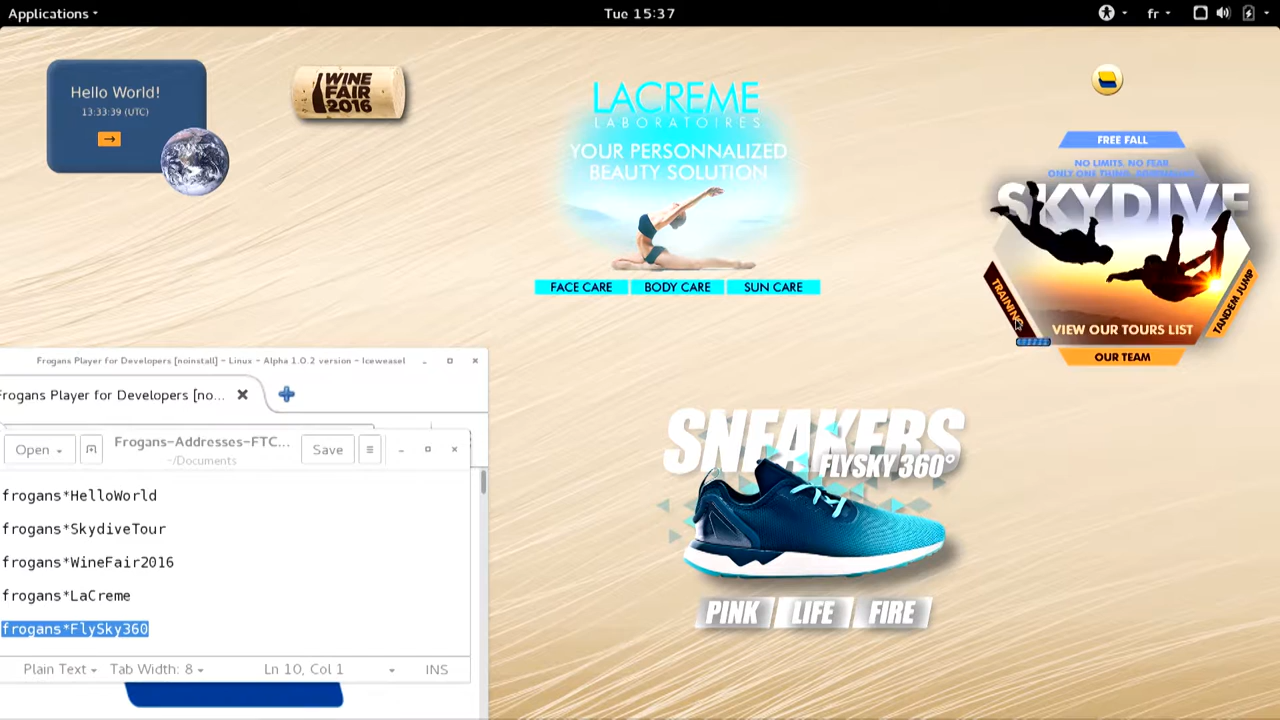 Applications
Tue 15:37
fr
Hello World!
13:33:39 (UTC)
WINE
FAIR
2016
LACREME
LABORATOIRES
YOUR PERSONNALIZED
BEAUTY SOLUTION
FACE CARE
BODY CARE
SUN CARE
FREE FALL
NO LIMITS. NO FEAR
ONLY ONE THING. 
SKYDIVE
TRAINING
TANDEM JUMP
VIEW OUR TOURS LIST
OUR TEAM
Frogans Player for Developers [noinstall] - Linux - Alpha 1.0.2 version - Iceweasel
Frogans Player for Developers [no...
Open
Frogans-Addresses-FTC...
~/Documents
Save
frogans*HelloWorld
frogans*SkydiveTour
frogans*WineFair2016
frogans*LaCreme
frogans*FlySky360
Plain Text
Tab Width: 8
Ln 10, Col 1
INS
SNEAKERS
FLYSKY 360°
PINK
LIFE
FIRE